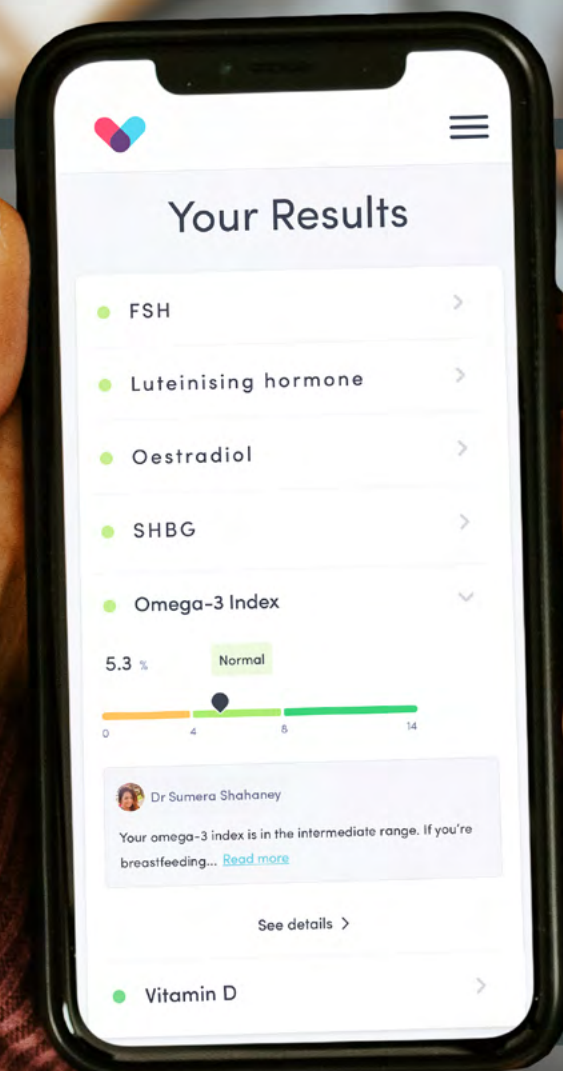 Your Results
FSH
Luteinising hormone
Oestradiol
SHBG
Omega-3 Index
5.3 %
Normal
0 4 8 14
Dr Sumera Shahaney
Your omega-3 index is in the intermediate range. If you're
breastfeeding... Read more
See details
Vitamin D